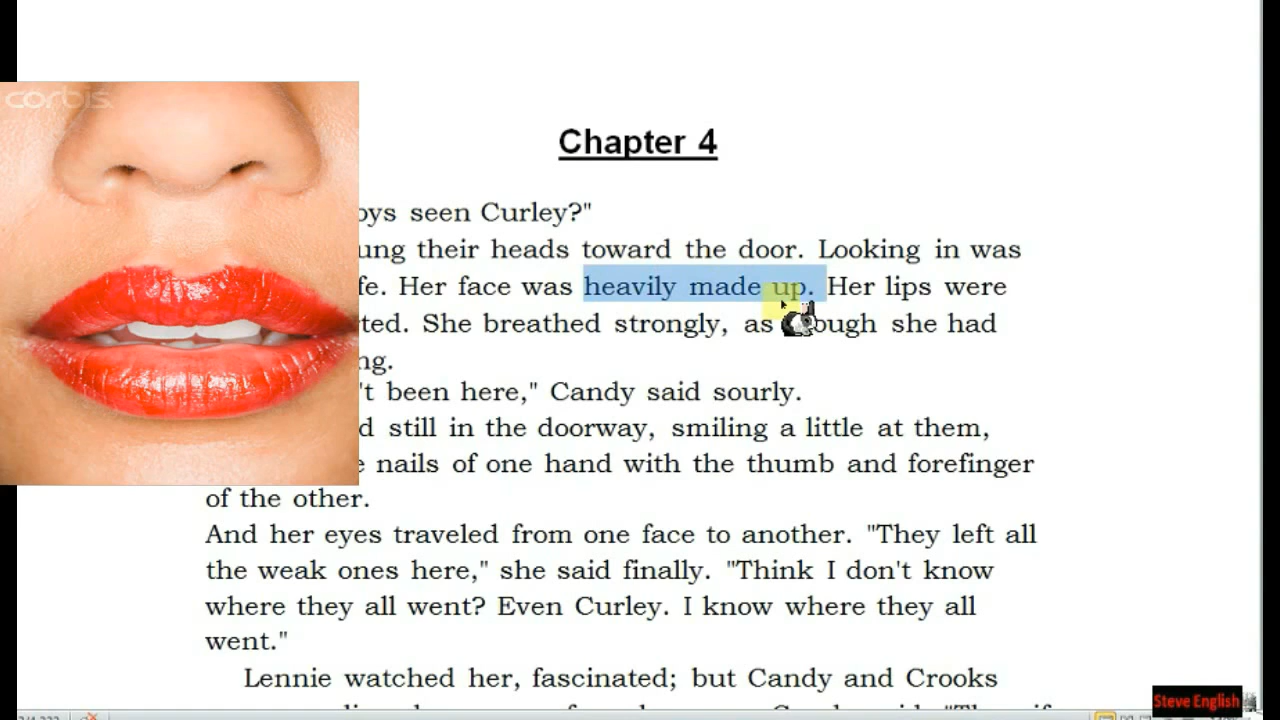 corbis.
Chapter 4
oys seen Curley?"
ung their heads toward the door. Looking in was
fe. Her face was heavily made up. Her lips were
ted. She breathed strongly, as ough she had
ng.
't been here," Candy said sourly.
d still in the doorway, smiling a little at them,
e nails of one hand with the thumb and forefinger
of the other.
And her eyes traveled from one face to another. "They left all
the weak ones here," she said finally. "Think I don't know
where they all went? Even Curley. I know where they all
went."
Lennie watched her, fascinated; but Candy and Crooks
Steve English